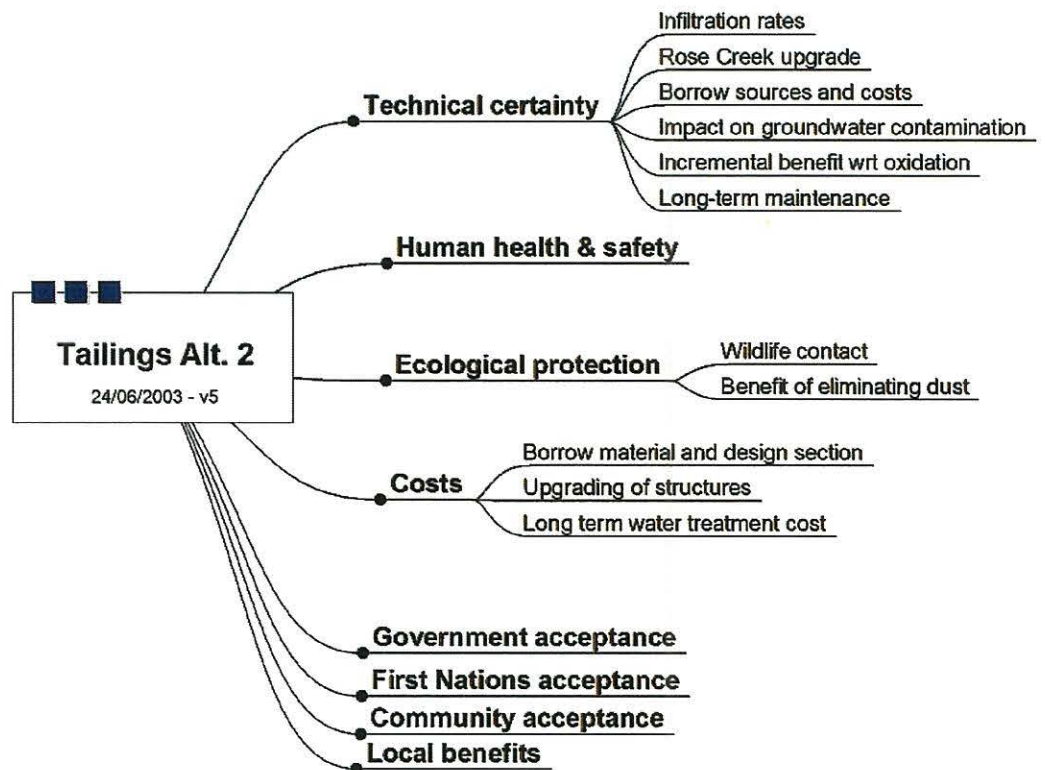 Tailings Alt. 2
24/06/2003 - v5
Technical certainty
Infiltration rates
Rose Creek upgrade
Borrow sources and costs
Impact on groundwater contamination
Incremental benefit wrt oxidation
Long-term maintenance
Human health & safety
Ecological protection
Wildlife contact
Benefit of eliminating dust
Costs
Borrow material and design section
Upgrading of structures
Long term water treatment cost
Government acceptance
First Nations acceptance
Community acceptance
Local benefits